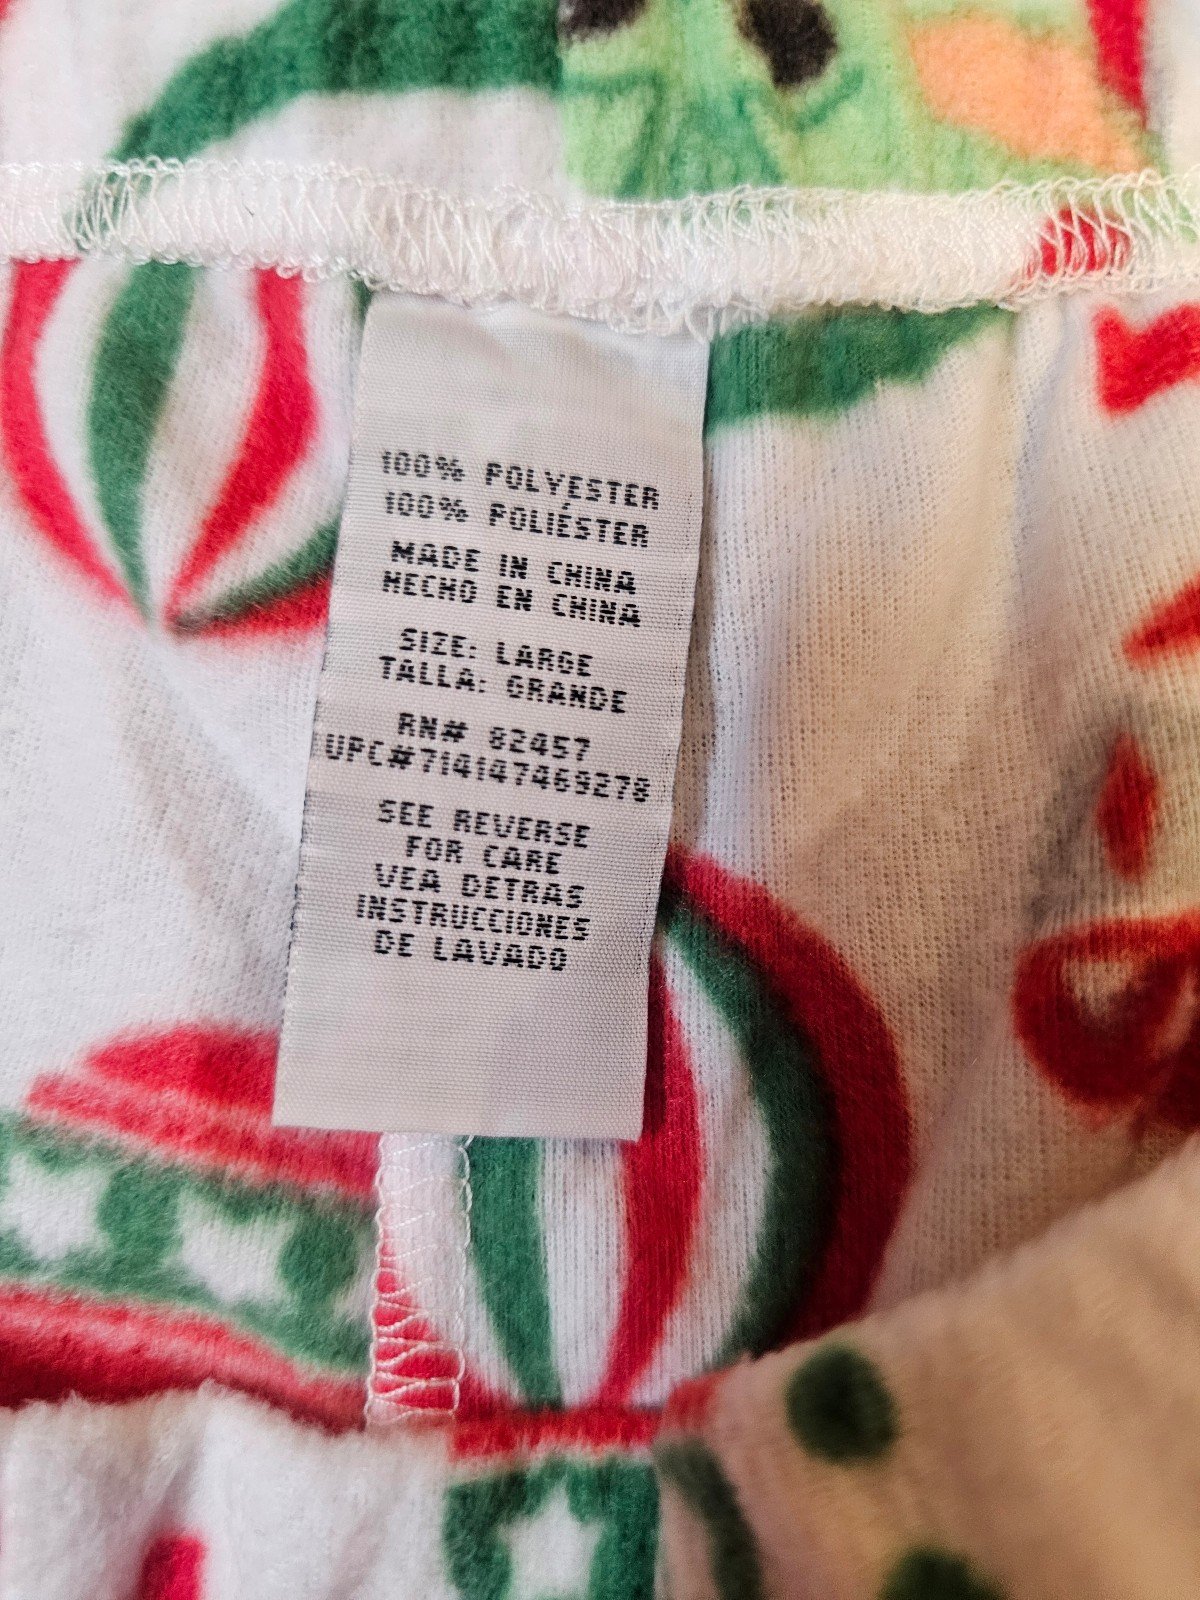 100% POLYESTER
100% POLIÉSTER
MADE IN CHINA
HECHO EN CHINA
SIZE: LARGE
TALLA: GRANDE
RN# 82457
UPC#714147469278
SEE REVERSE
FOR CARE
VEA DETRAS
INSTRUCCIONES
DE LAVADO